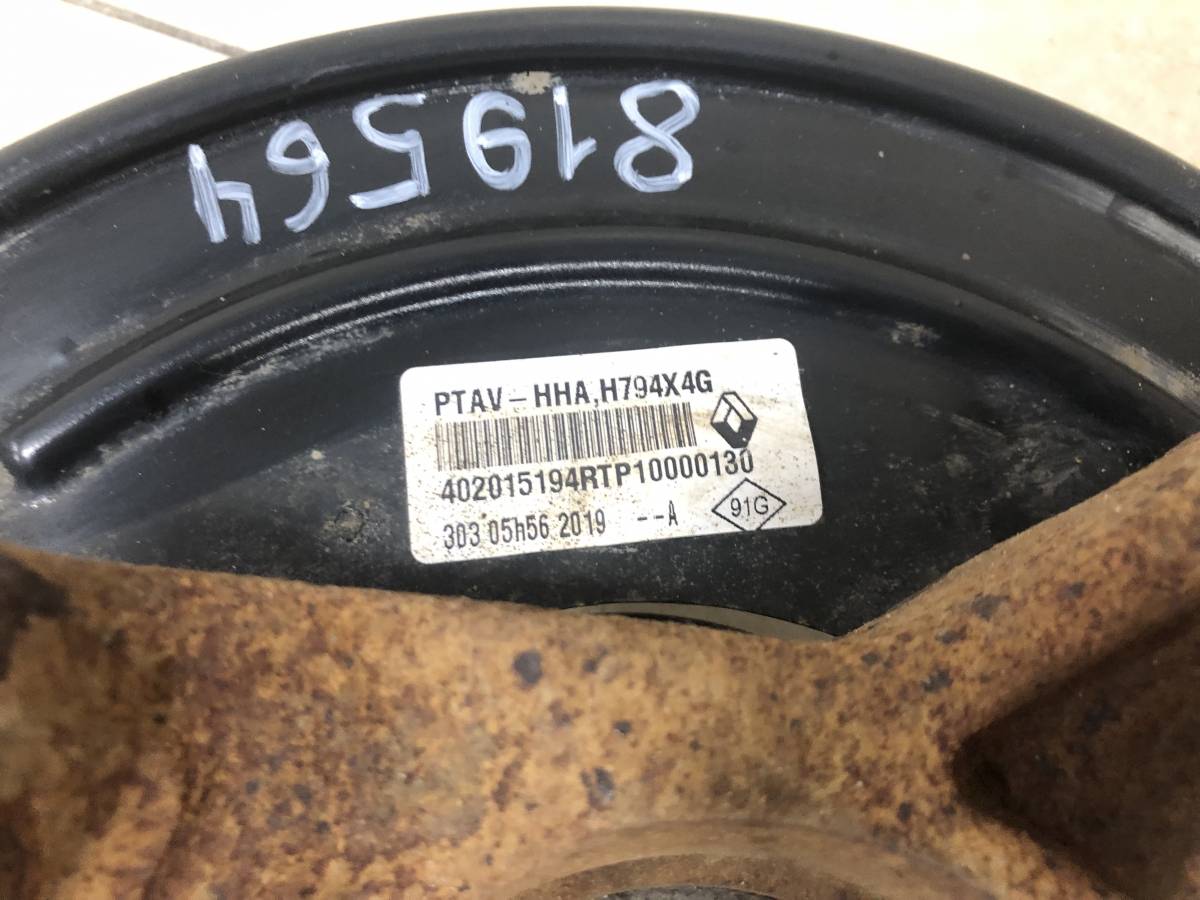 819564
PTAV-HHA,H794X4G
402015194RTP10000130
303 05h56 2019 --A 91G